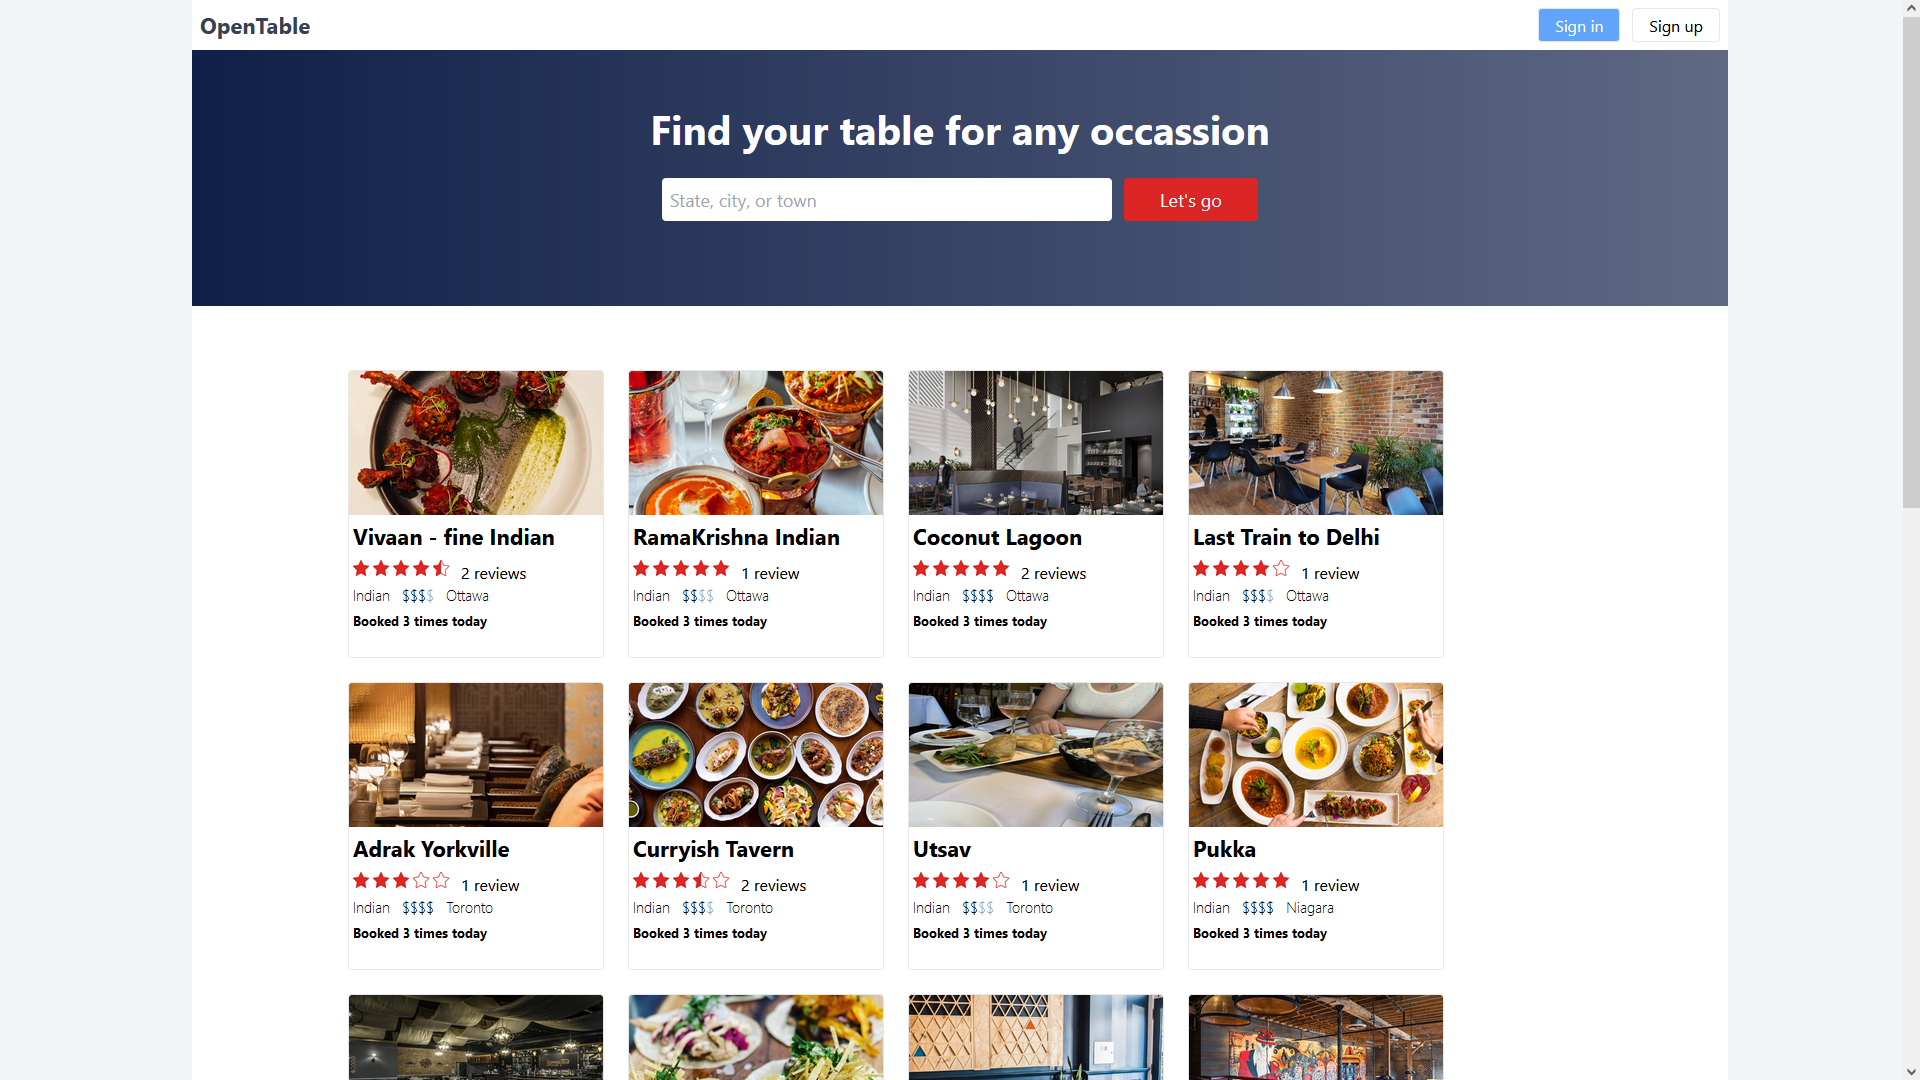 OpenTable
Sign in
Sign up
Find your table for any occassion
State, city, or town
Let's go
Vivaan - fine Indian
2 reviews
Indian $$$$ Ottawa
Booked 3 times today
RamaKrishna Indian
1 review
Indian $$$$ Ottawa
Booked 3 times today
Coconut Lagoon
2 reviews
Indian $$$$ Ottawa
Booked 3 times today
Last Train to Delhi
1 review
Indian $$$$ Ottawa
Booked 3 times today
Adrak Yorkville
1 review
Indian $$$$ Toronto
Booked 3 times today
Curryish Tavern
2 reviews
Indian $$$$ Toronto
Booked 3 times today
Utsav
1 review
Indian $$$$ Toronto
Booked 3 times today
Pukka
1 review
Indian $$$$ Niagara
Booked 3 times today